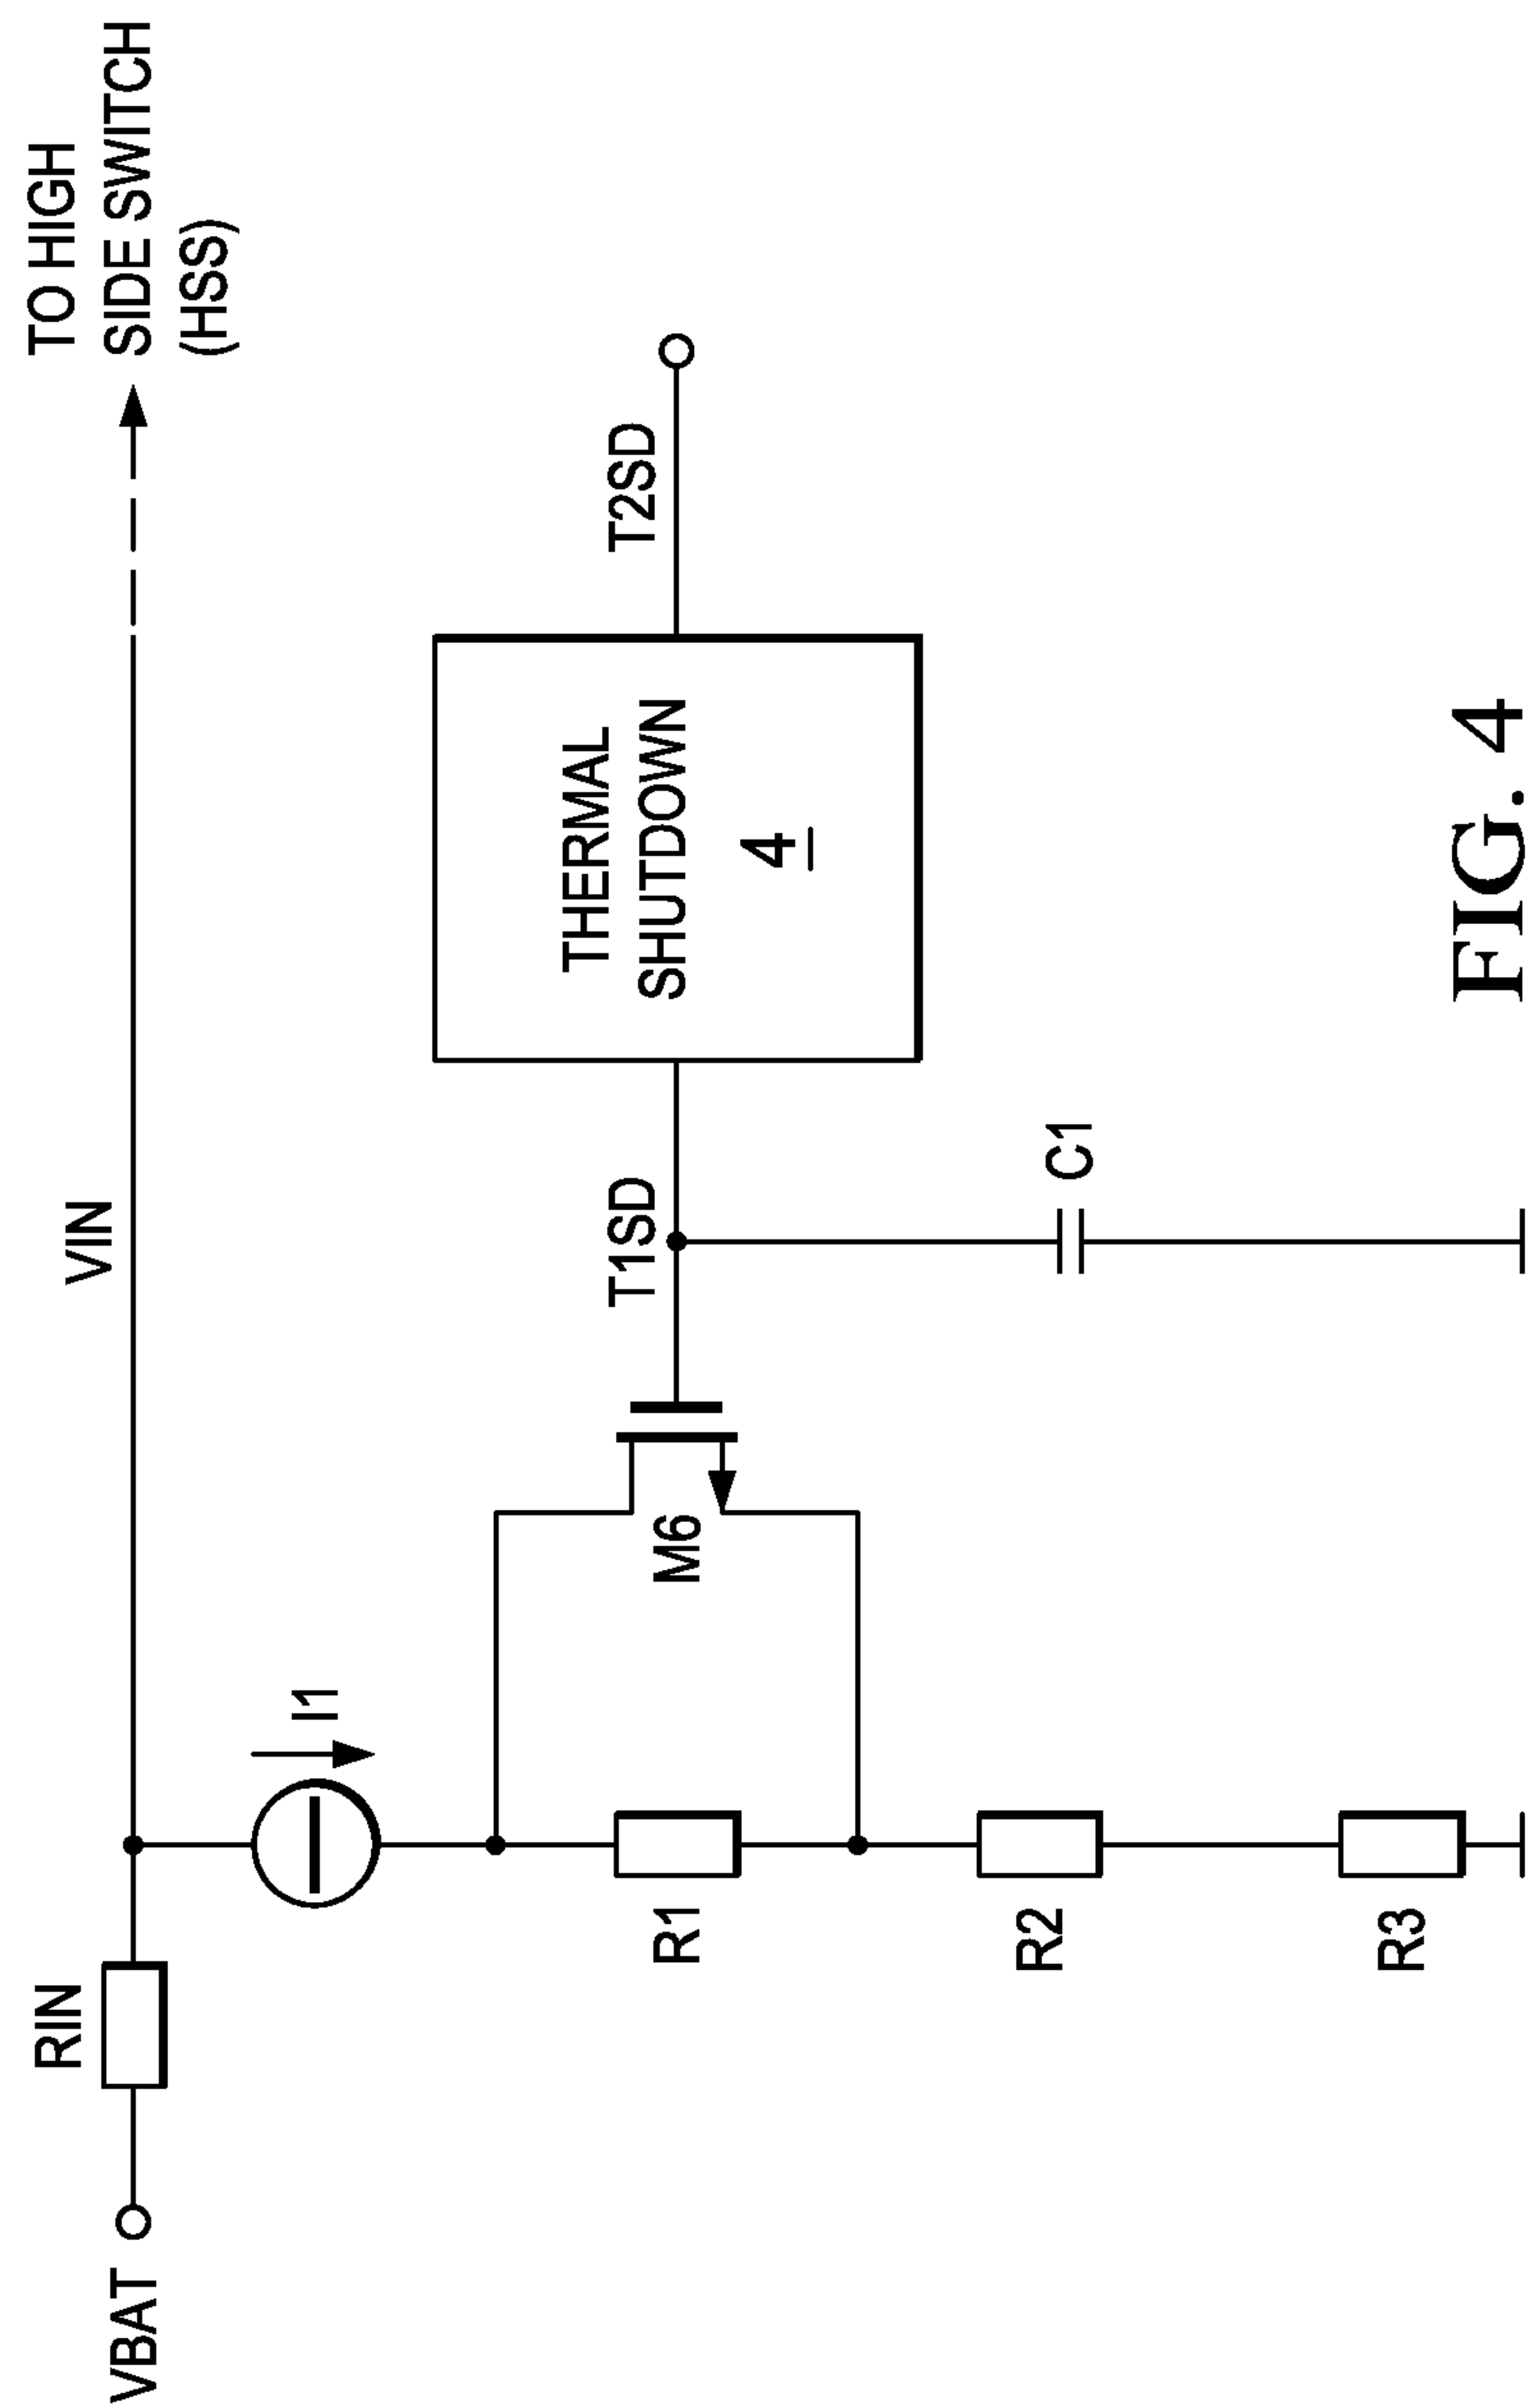 VBAT
RIN
VIN
TO HIGH
SIDE SWITCH
(HSS)
I1
R1
M6
T1SD
THERMAL
SHUTDOWN
4
T2SD
R2
C1
R3
FIG. 4